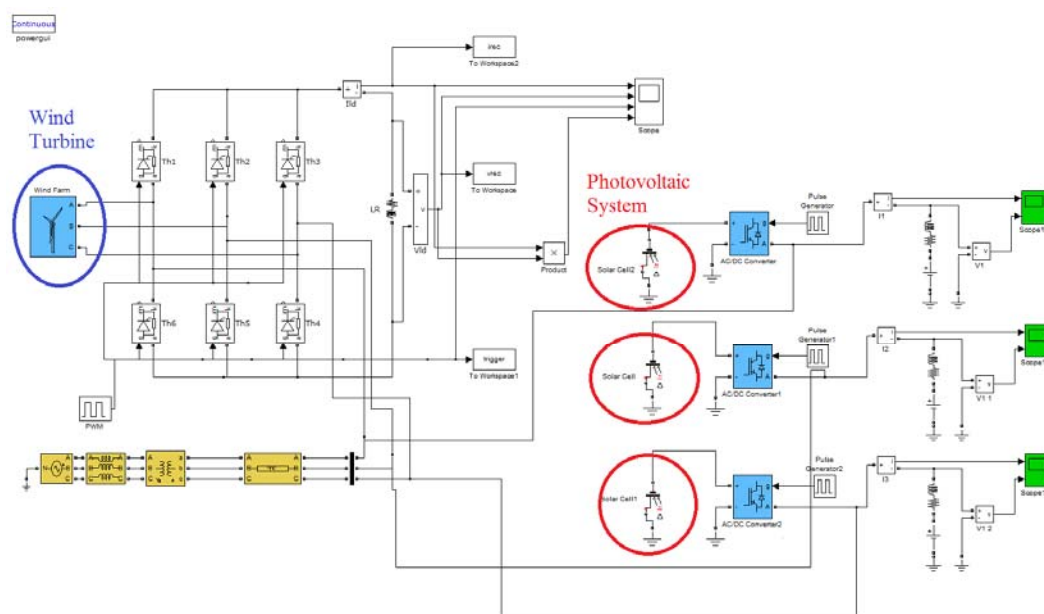 Continuous
powergui
irec
To Workspace2
Ild
Scope
Wind
Turbine
Th1
Th2
Th3
Wind Farm
A
B
C
LR
v
Vld
vrec
To Workspace
Product
Photovoltaic
System
Pulse
Generator
I1
Scope1
Solar Cell2
AC/DC Converter
V1
Th6
Th5
Th4
trigger
To Workspace1
PWM
Pulse
Generator1
I2
Scope1
Solar Cell
AC/DC Converter1
V1 1
N
A
B
C
A
B
C
A
B
C
Pulse
Generator2
I3
Scope1
Solar Cell1
AC/DC Converter2
V1 2